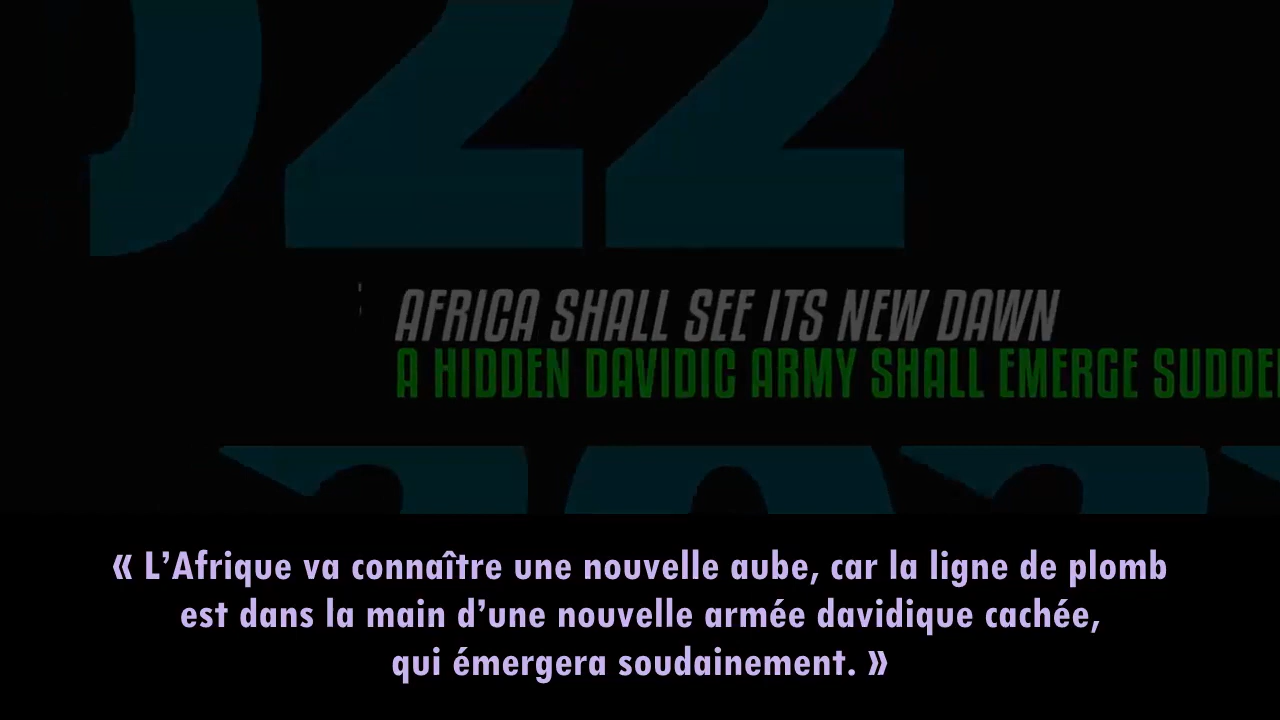 22
AFRICA SHALL SEE ITS NEW DAWN
A HIDDEN DAVIDIC ARMY SHALL EMERGE
« L’Afrique va connaître une nouvelle aube, car la ligne de plomb
est dans la main d’une nouvelle armée davidique cachée,
qui émergera soudainement. »